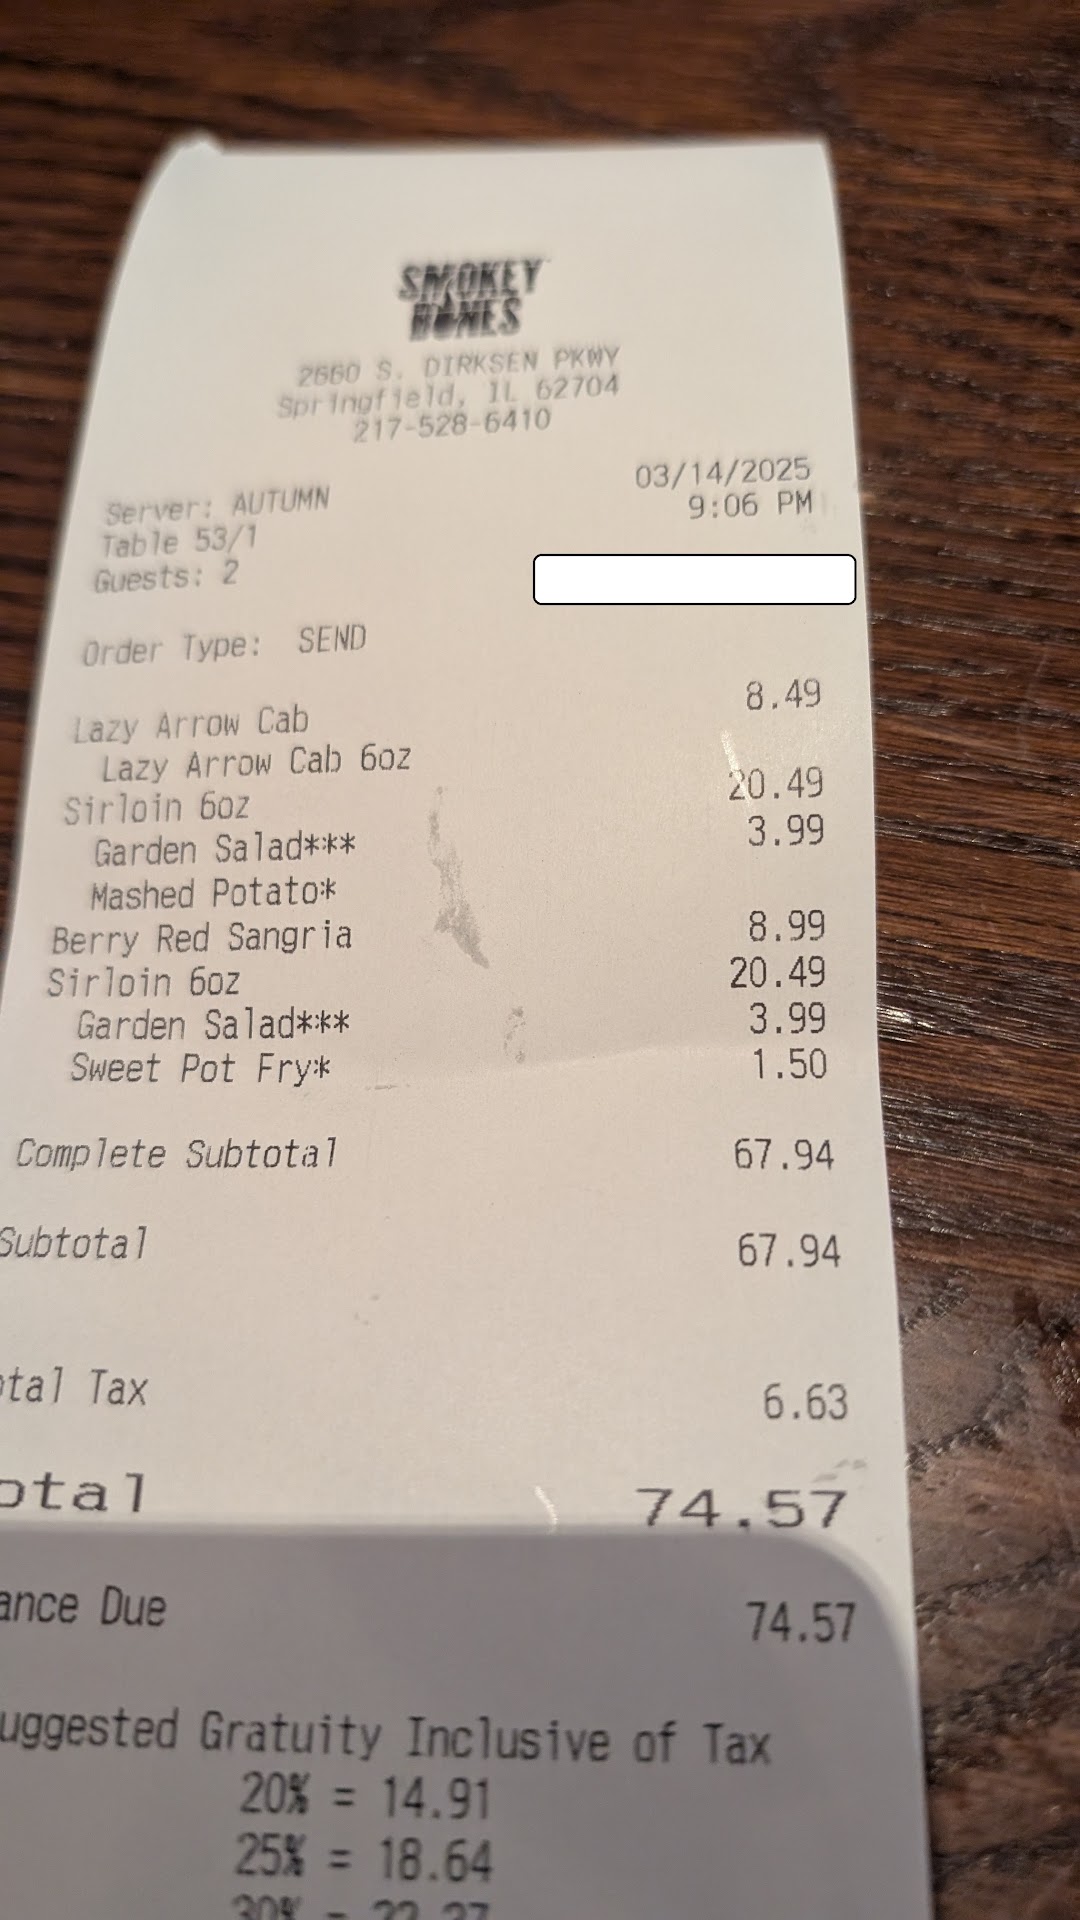 SMOKEY
BONES
2660 S. DIRKSEN PKWY
Springfield, IL 62704
217-528-6410
03/14/2025
Server: AUTUMN 9:06 PM
Table 53/1
Guests: 2
Order Type: SEND
Lazy Arrow Cab 8.49
Lazy Arrow Cab 6oz
Sirloin 6oz 20.49
Garden Salad*** 3.99
Mashed Potato*
Berry Red Sangria 8.99
Sirloin 6oz 20.49
Garden Salad*** 3.99
Sweet Pot Fry* 1.50
Complete Subtotal 67.94
Subtotal 67.94
otal Tax 6.63
otal 74.57
ance Due 74.57
uggested Gratuity Inclusive of Tax
20% = 14.91
25% = 18.64
30% = 22.37